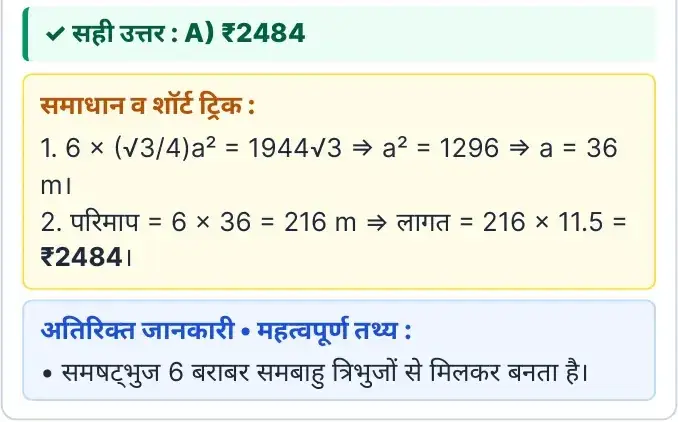 ✓ सही उत्तर : A) ₹2484
समाधान व शॉर्ट ट्रिक :
1. 6 × (√3/4)a² = 1944√3 ⇒ a² = 1296 ⇒ a = 36
m।
2. परिमाप = 6 × 36 = 216 m ⇒ लागत = 216 × 11.5 =
₹2484।
अतिरिक्त जानकारी • महत्वपूर्ण तथ्य :
• समषट्भुज 6 बराबर समबाहु त्रिभुजों से मिलकर बनता है।